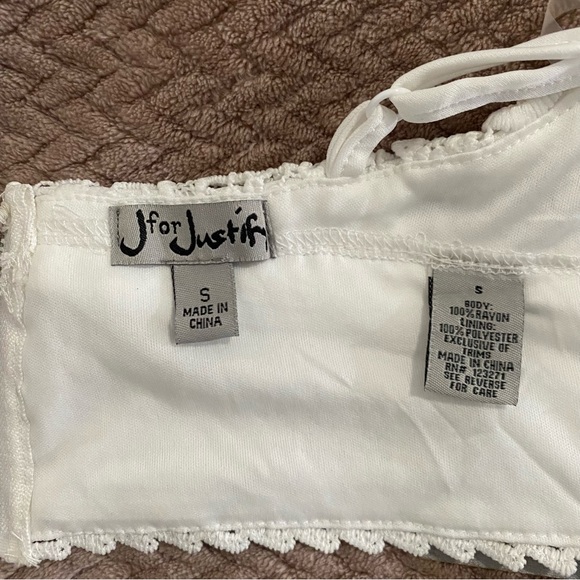 J for Justify
S
MADE IN
CHINA
S
BODY:
100% RAYON
LINING:
100% POLYESTER
EXCLUSIVE OF
TRIMS
MADE IN CHINA
RN# 123271
SEE REVERSE
FOR CARE